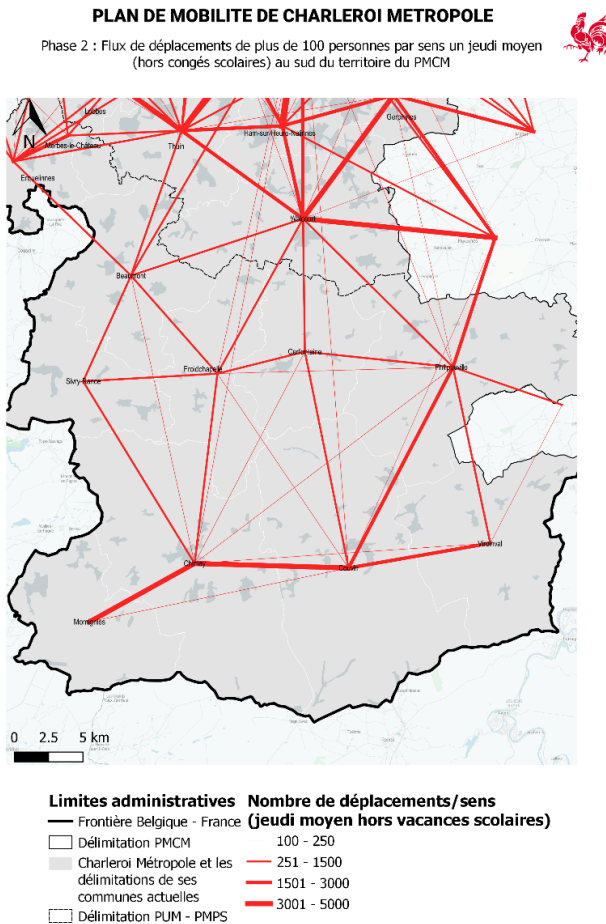 PLAN DE MOBILITE DE CHARLEROI METROPOLE
Phase 2 : Flux de déplacements de plus de 100 personnes par sens un jeudi moyen
(hors congés scolaires) au sud du territoire du PMCM
N
Lobbes
Gerpinnes
Ham-sur-Heure-Nalinnes
Merbes-le-Château
Thuin
Erquelinnes
Walcourt
Beaumont
Cerfontaine
Froidchapelle
Philippeville
Sivry-Rance
Viroinval
Chimay
Couvin
Momignies
0 2.5 5 km
Limites administratives
Frontière Belgique - France
Délimitation PMCM
Charleroi Métropole et les
délimitations de ses
communes actuelles
Délimitation PUM - PMPS
Nombre de déplacements/sens
(jeudi moyen hors vacances scolaires)
100 - 250
251 - 1500
1501 - 3000
3001 - 5000